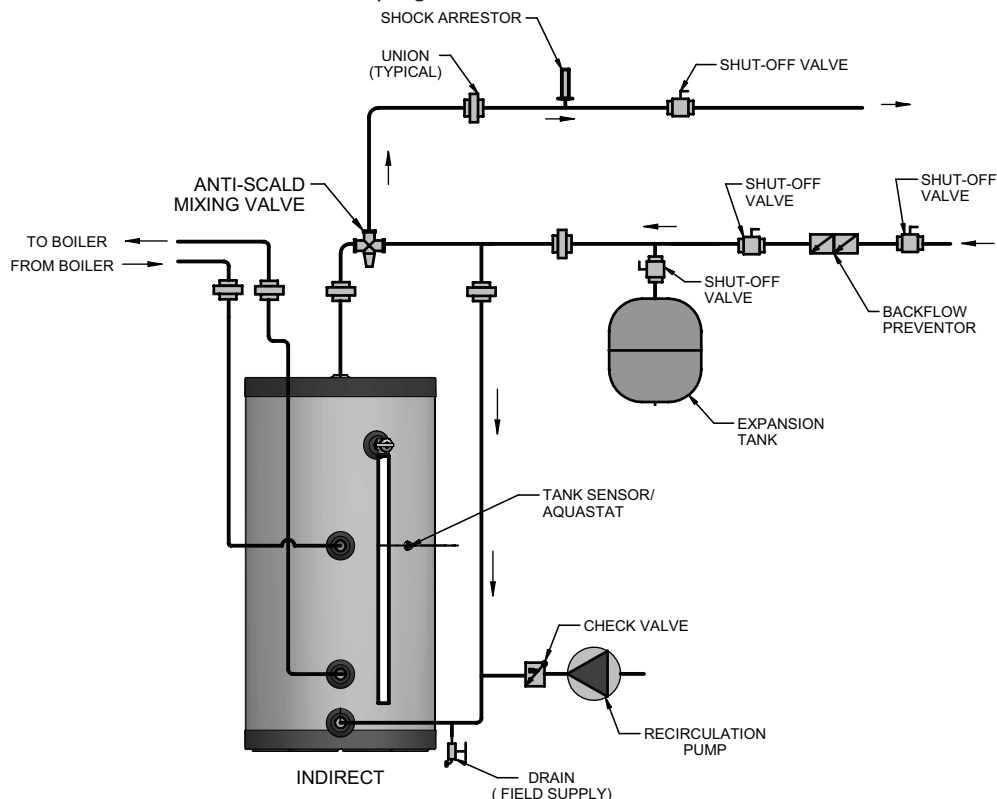 SHOCK ARRESTOR
UNION
(TYPICAL)
SHUT-OFF VALVE
ANTI-SCALD
MIXING VALVE
SHUT-OFF
VALVE
SHUT-OFF
VALVE
TO BOILER
FROM BOILER
SHUT-OFF
VALVE
BACKFLOW
PREVENTOR
EXPANSION
TANK
TANK SENSOR/
AQUASTAT
CHECK VALVE
RECIRCULATION
PUMP
INDIRECT
DRAIN
( FIELD SUPPLY)